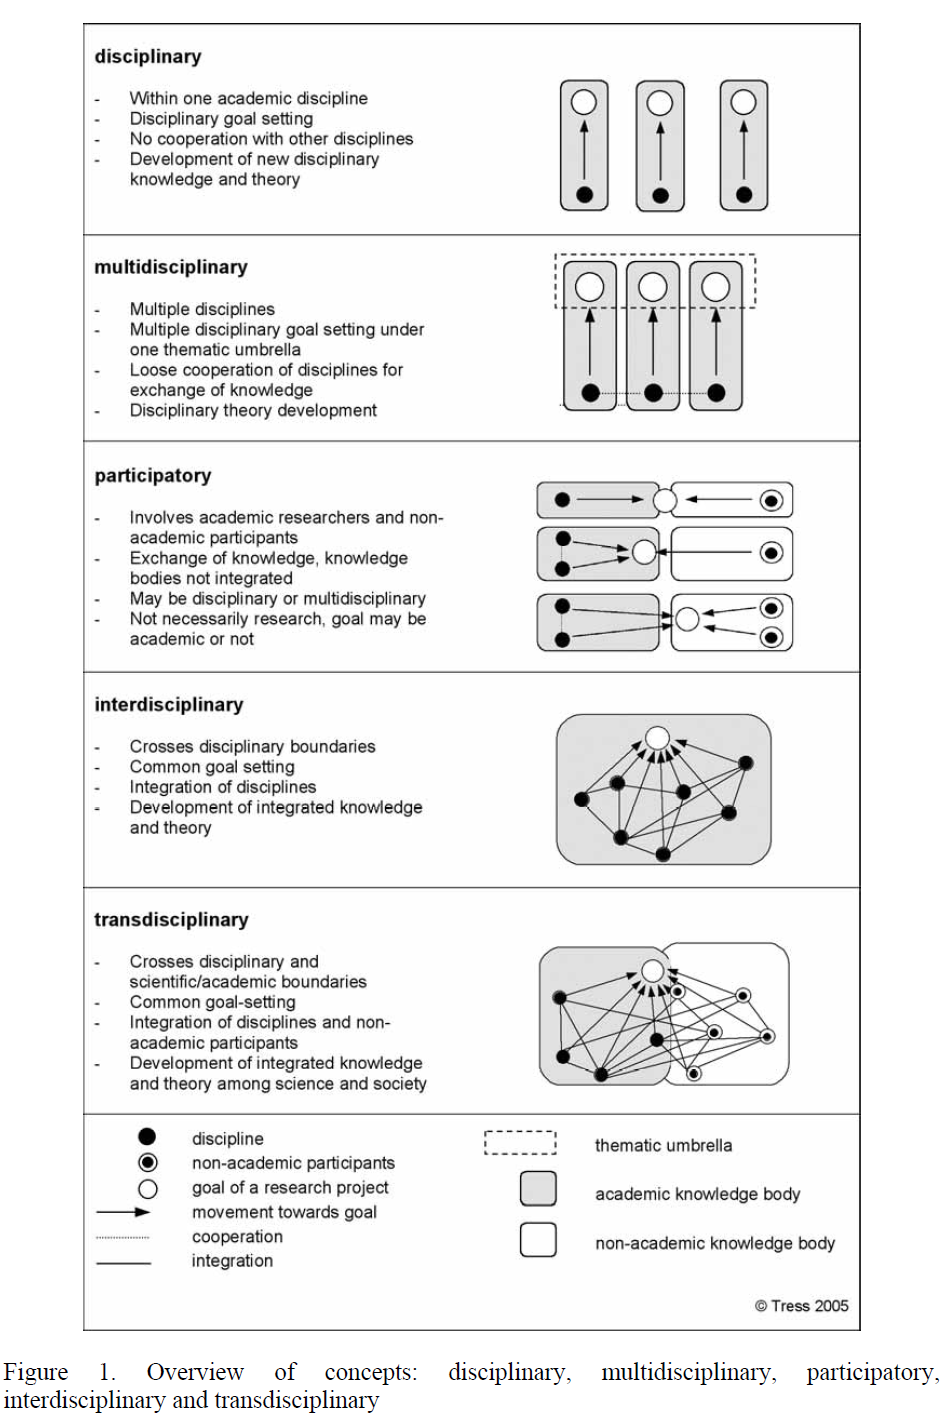 disciplinary
- Within one academic discipline
- Disciplinary goal setting
- No cooperation with other disciplines
- Development of new disciplinary
knowledge and theory
multidisciplinary
- Multiple disciplines
- Multiple disciplinary goal setting under
one thematic umbrella
- Loose cooperation of disciplines for
exchange of knowledge
- Disciplinary theory development
participatory
- Involves academic researchers and non-
academic participants
- Exchange of knowledge, knowledge
bodies not integrated
- May be disciplinary or multidisciplinary
- Not necessarily research, goal may be
academic or not
interdisciplinary
- Crosses disciplinary boundaries
- Common goal setting
- Integration of disciplines
- Development of integrated knowledge
and theory
transdisciplinary
- Crosses disciplinary and
scientific/academic boundaries
- Common goal-setting
- Integration of disciplines and non-
academic participants
- Development of integrated knowledge
and theory among science and society
discipline
non-academic participants
goal of a research project
movement towards goal
cooperation
integration
thematic umbrella
academic knowledge body
non-academic knowledge body
© Tress 2005
Figure 1. Overview of concepts: disciplinary, multidisciplinary, participatory,
interdisciplinary and transdisciplinary